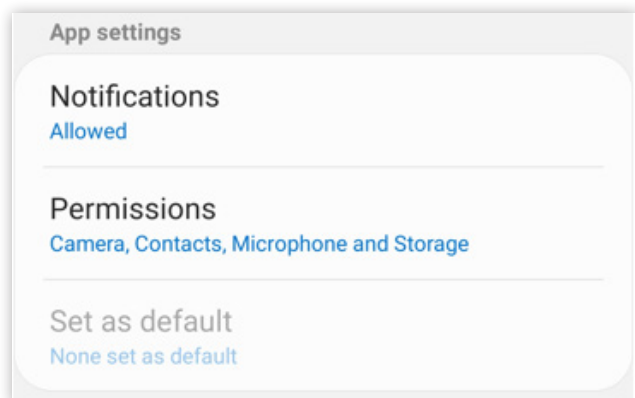 App settings
Notifications
Allowed
Permissions
Camera, Contacts, Microphone and Storage
Set as default
None set as default